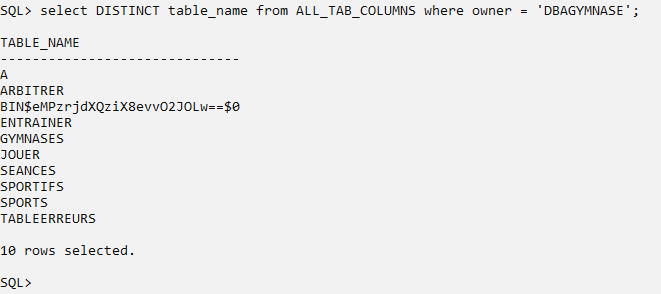 SQL> select DISTINCT table_name from ALL_TAB_COLUMNS where owner = 'DBAGYMNASE';
TABLE_NAME
------------------------------
A
ARBITRER
BIN$eMPzrjdXQziX8evvO2JOLw==$0
ENTRAINER
GYMNASES
JOUER
SEANCES
SPORTIFS
SPORTS
TABLEERREURS
10 rows selected.
SQL>